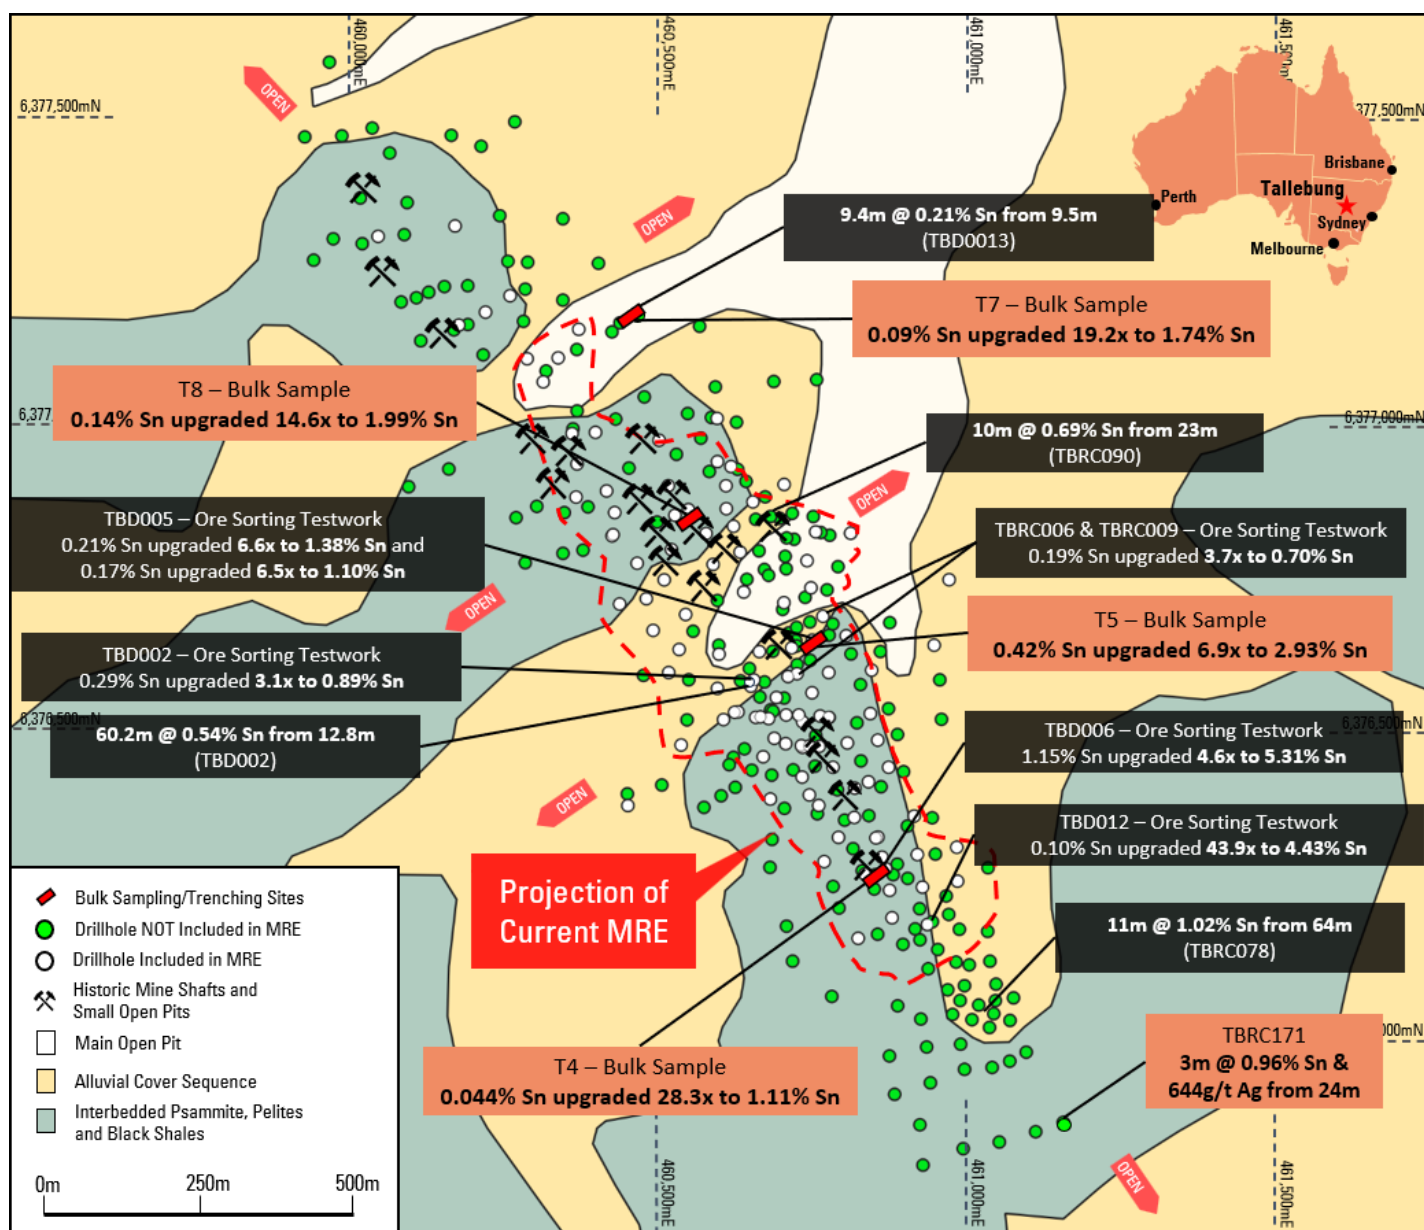 460,000mE
460,500mE
461,000mE
461,500mE
6,377,500mN
377,500mN
OPEN
Brisbane
Perth
Tallebung
Sydney
Melbourne
OPEN
9.4m @ 0.21% Sn from 9.5m
(TBD0013)
T7 – Bulk Sample
0.09% Sn upgraded 19.2x to 1.74% Sn
T8 – Bulk Sample
0.14% Sn upgraded 14.6x to 1.99% Sn
6,377,
6,377,000mN
10m @ 0.69% Sn from 23m
(TBRC090)
OPEN
TBD005 – Ore Sorting Testwork
0.21% Sn upgraded 6.6x to 1.38% Sn and
0.17% Sn upgraded 6.5x to 1.10% Sn
TBRC006 & TBRC009 – Ore Sorting Testwork
0.19% Sn upgraded 3.7x to 0.70% Sn
OPEN
T5 – Bulk Sample
0.42% Sn upgraded 6.9x to 2.93% Sn
TBD002 – Ore Sorting Testwork
0.29% Sn upgraded 3.1x to 0.89% Sn
6,376,500mN
6,376,500mN
60.2m @ 0.54% Sn from 12.8m
(TBD002)
TBD006 – Ore Sorting Testwork
1.15% Sn upgraded 4.6x to 5.31% Sn
OPEN
TBD012 – Ore Sorting Testwork
0.10% Sn upgraded 43.9x to 4.43% Sn
Projection of
Current MRE
11m @ 1.02% Sn from 64m
(TBRC078)
Bulk Sampling/Trenching Sites
Drillhole NOT Included in MRE
Drillhole Included in MRE
Historic Mine Shafts and
Small Open Pits
Main Open Pit
Alluvial Cover Sequence
Interbedded Psammite, Pelites
and Black Shales
0m
250m
500m
T4 – Bulk Sample
0.044% Sn upgraded 28.3x to 1.11% Sn
000mN
TBRC171
3m @ 0.96% Sn &
644g/t Ag from 24m
OPEN
460,500mE
461,000mE
461,500mE